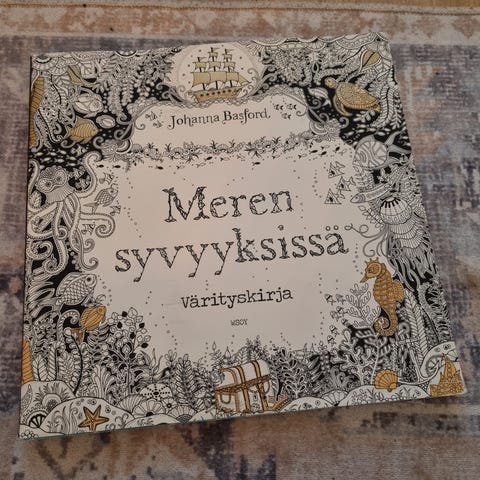 Johanna Basford
Meren
syvyyksissä
Värityskirja
WSOY